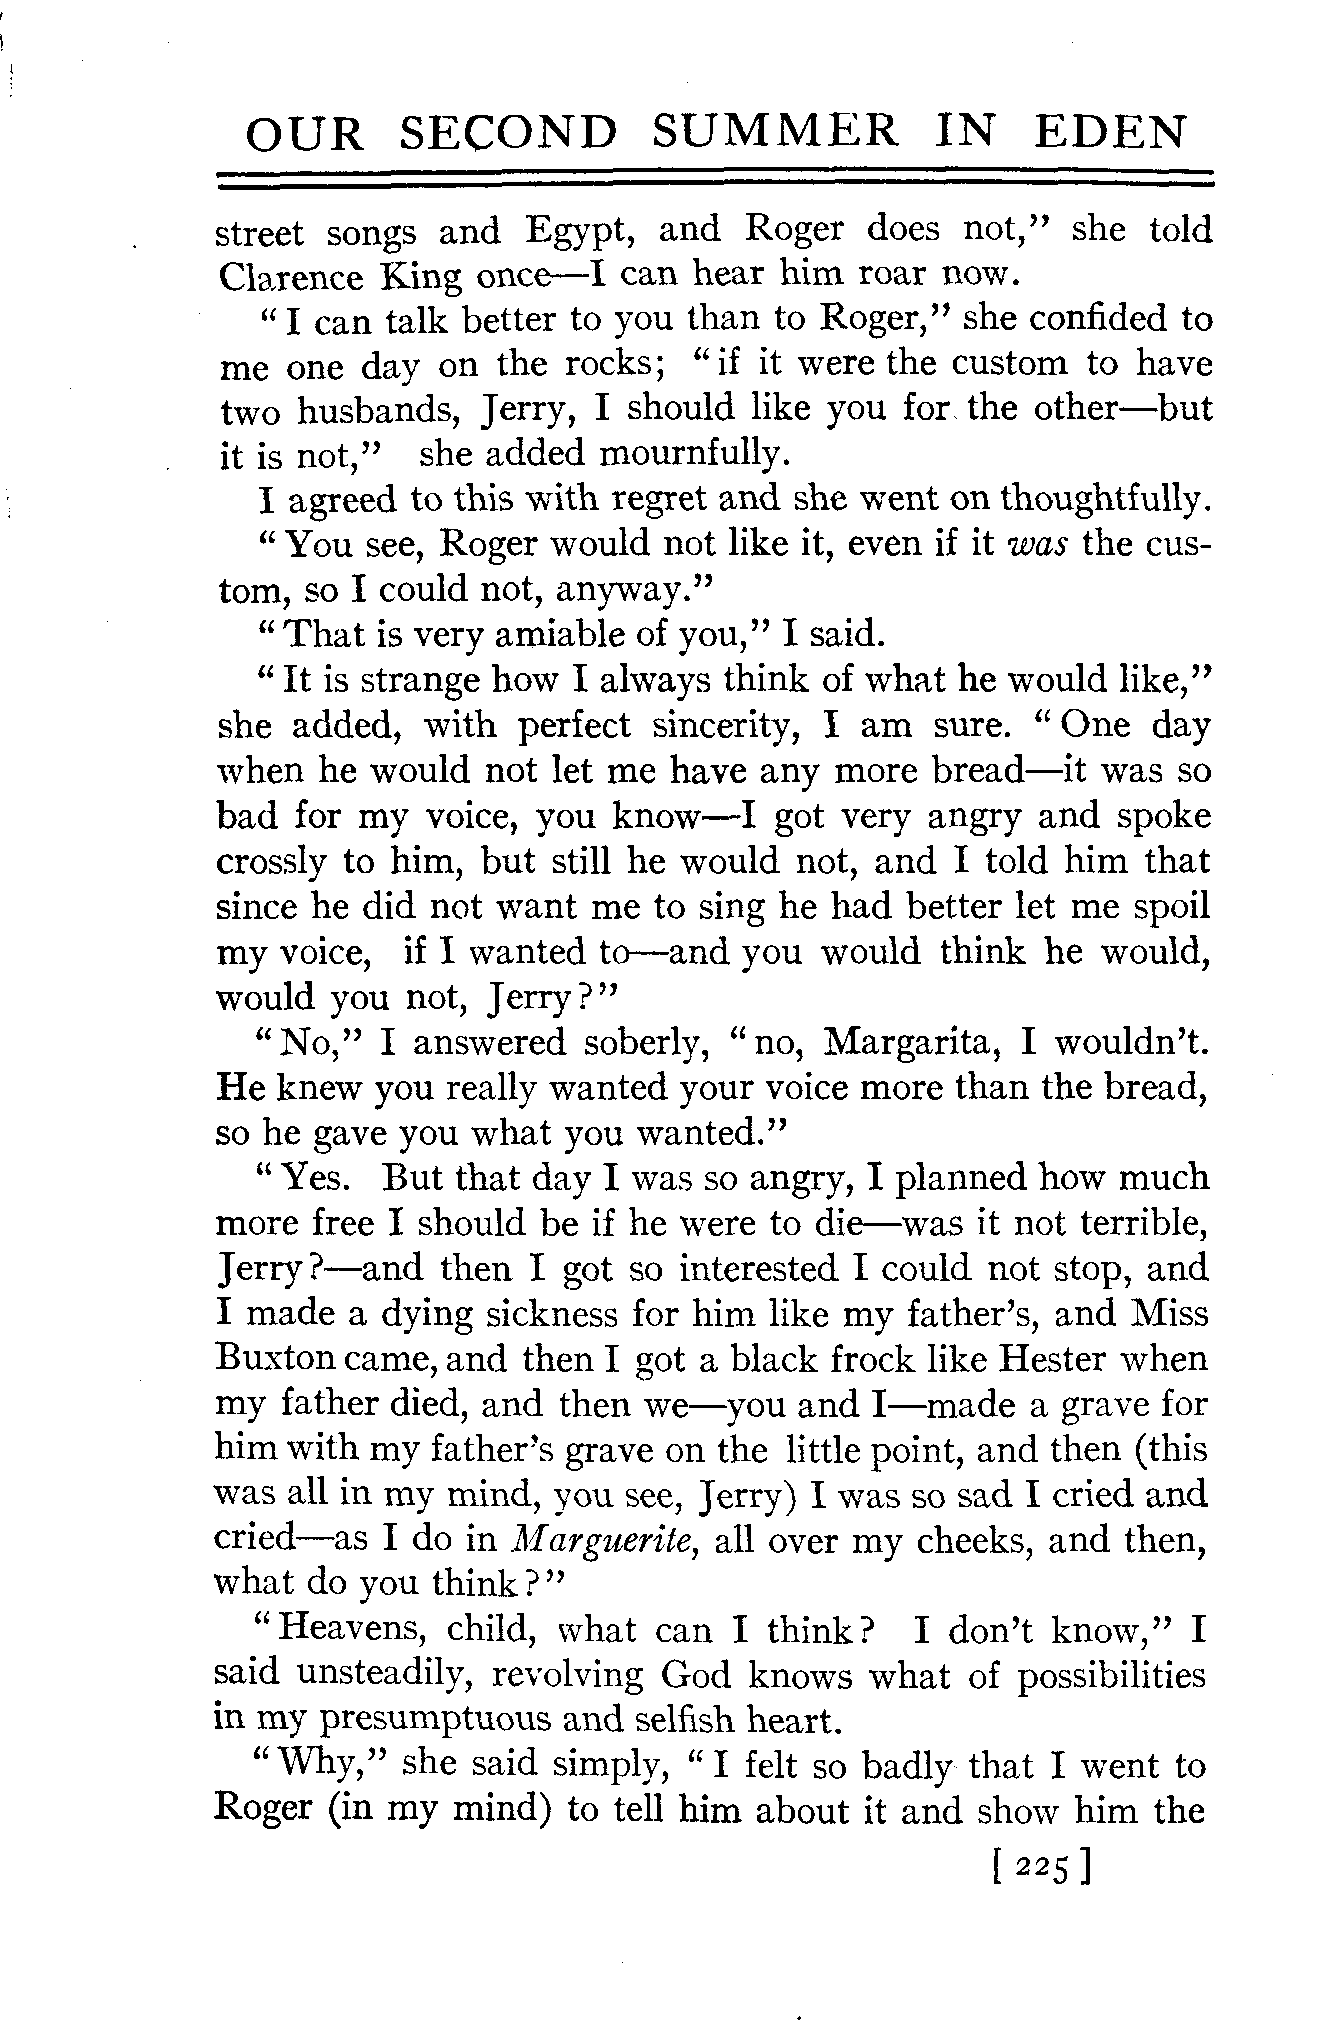 OUR SECOND SUMMER IN EDEN
street songs and Egypt, and Roger does not,” she told
Clarence King once—I can hear him roar now.
“I can talk better to you than to Roger,” she confided to
me one day on the rocks; “if it were the custom to have
two husbands, Jerry, I should like you for the other—but
it is not,” she added mournfully.
I agreed to this with regret and she went on thoughtfully.
“You see, Roger would not like it, even if it was the cus-
tom, so I could not, anyway.”
“That is very amiable of you,” I said.
“It is strange how I always think of what he would like,”
she added, with perfect sincerity, I am sure. “One day
when he would not let me have any more bread—it was so
bad for my voice, you know—I got very angry and spoke
crossly to him, but still he would not, and I told him that
since he did not want me to sing he had better let me spoil
my voice, if I wanted to—and you would think he would,
would you not, Jerry?”
“No,” I answered soberly, “no, Margarita, I wouldn’t.
He knew you really wanted your voice more than the bread,
so he gave you what you wanted.”
“Yes. But that day I was so angry, I planned how much
more free I should be if he were to die—was it not terrible,
Jerry?—and then I got so interested I could not stop, and
I made a dying sickness for him like my father’s, and Miss
Buxton came, and then I got a black frock like Hester when
my father died, and then we—you and I—made a grave for
him with my father’s grave on the little point, and then (this
was all in my mind, you see, Jerry) I was so sad I cried and
cried—as I do in Marguerite, all over my cheeks, and then,
what do you think?”
“Heavens, child, what can I think? I don’t know,” I
said unsteadily, revolving God knows what of possibilities
in my presumptuous and selfish heart.
“Why,” she said simply, “I felt so badly that I went to
Roger (in my mind) to tell him about it and show him the
[225]